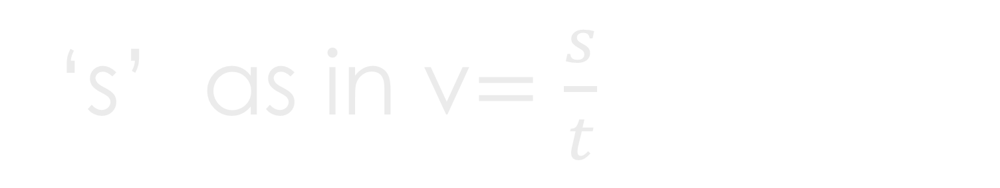 ‘s’ as in v= s/t